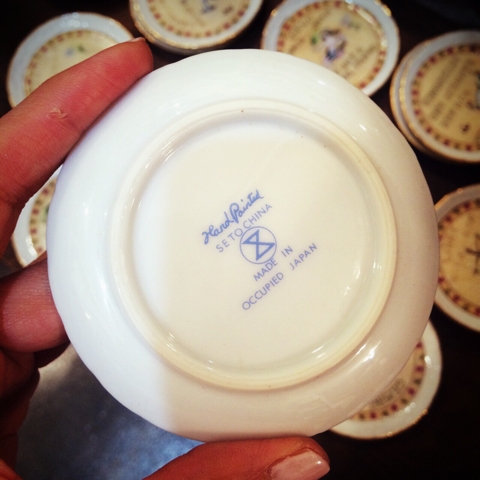 Hand Painted
SETO CHINA
MADE IN
OCCUPIED JAPAN